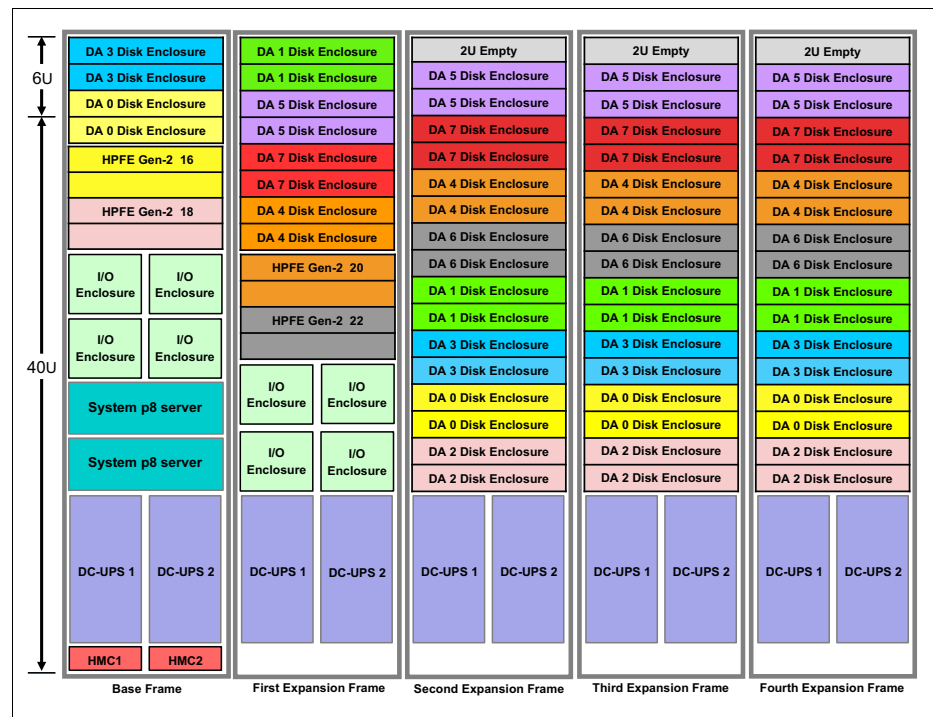 6U
40U
DA 3 Disk Enclosure
DA 3 Disk Enclosure
DA 0 Disk Enclosure
DA 0 Disk Enclosure
HPFE Gen-2 16
HPFE Gen-2 18
I/O
Enclosure
I/O
Enclosure
I/O
Enclosure
I/O
Enclosure
System p8 server
System p8 server
DC-UPS 1
DC-UPS 2
HMC1
HMC2
Base Frame
DA 1 Disk Enclosure
DA 1 Disk Enclosure
DA 5 Disk Enclosure
DA 5 Disk Enclosure
DA 7 Disk Enclosure
DA 7 Disk Enclosure
DA 4 Disk Enclosure
DA 4 Disk Enclosure
HPFE Gen-2 20
HPFE Gen-2 22
I/O
Enclosure
I/O
Enclosure
I/O
Enclosure
I/O
Enclosure
DC-UPS 1
DC-UPS 2
First Expansion Frame
2U Empty
DA 5 Disk Enclosure
DA 5 Disk Enclosure
DA 7 Disk Enclosure
DA 7 Disk Enclosure
DA 4 Disk Enclosure
DA 4 Disk Enclosure
DA 6 Disk Enclosure
DA 6 Disk Enclosure
DA 1 Disk Enclosure
DA 1 Disk Enclosure
DA 3 Disk Enclosure
DA 3 Disk Enclosure
DA 0 Disk Enclosure
DA 0 Disk Enclosure
DA 2 Disk Enclosure
DA 2 Disk Enclosure
DC-UPS 1
DC-UPS 2
Second Expansion Frame
2U Empty
DA 5 Disk Enclosure
DA 5 Disk Enclosure
DA 7 Disk Enclosure
DA 7 Disk Enclosure
DA 4 Disk Enclosure
DA 4 Disk Enclosure
DA 6 Disk Enclosure
DA 6 Disk Enclosure
DA 1 Disk Enclosure
DA 1 Disk Enclosure
DA 3 Disk Enclosure
DA 3 Disk Enclosure
DA 0 Disk Enclosure
DA 0 Disk Enclosure
DA 2 Disk Enclosure
DA 2 Disk Enclosure
DC-UPS 1
DC-UPS 2
Third Expansion Frame
2U Empty
DA 5 Disk Enclosure
DA 5 Disk Enclosure
DA 7 Disk Enclosure
DA 7 Disk Enclosure
DA 4 Disk Enclosure
DA 4 Disk Enclosure
DA 6 Disk Enclosure
DA 6 Disk Enclosure
DA 1 Disk Enclosure
DA 1 Disk Enclosure
DA 3 Disk Enclosure
DA 3 Disk Enclosure
DA 0 Disk Enclosure
DA 0 Disk Enclosure
DA 2 Disk Enclosure
DA 2 Disk Enclosure
DC-UPS 1
DC-UPS 2
Fourth Expansion Frame